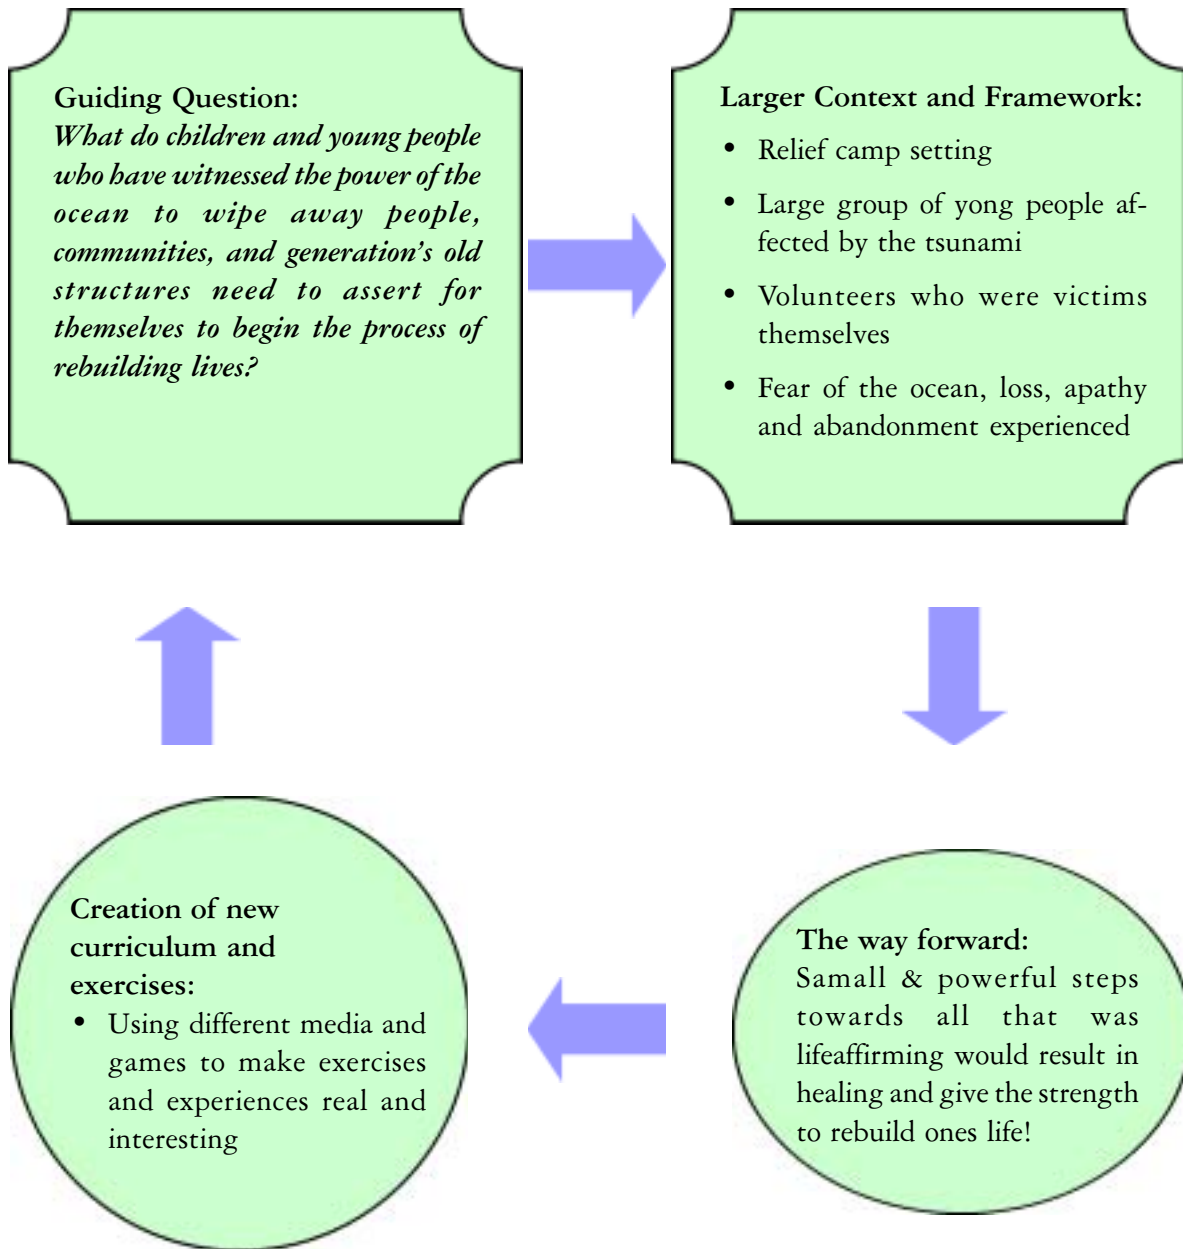 Guiding Question:
What do children and young people
who have witnessed the power of the
ocean to wipe away people,
communities, and generation's old
structures need to assert for
themselves to begin the process of
rebuilding lives?
Larger Context and Framework:
• Relief camp setting
• Large group of yong people af-
fected by the tsunami
• Volunteers who were victims
themselves
• Fear of the ocean, loss, apathy
and abandonment experienced
The way forward:
Samall & powerful steps
towards all that was
lifeaffirming would result in
healing and give the strength
to rebuild ones life!
Creation of new
curriculum and
exercises:
• Using different media and
games to make exercises
and experiences real and
interesting